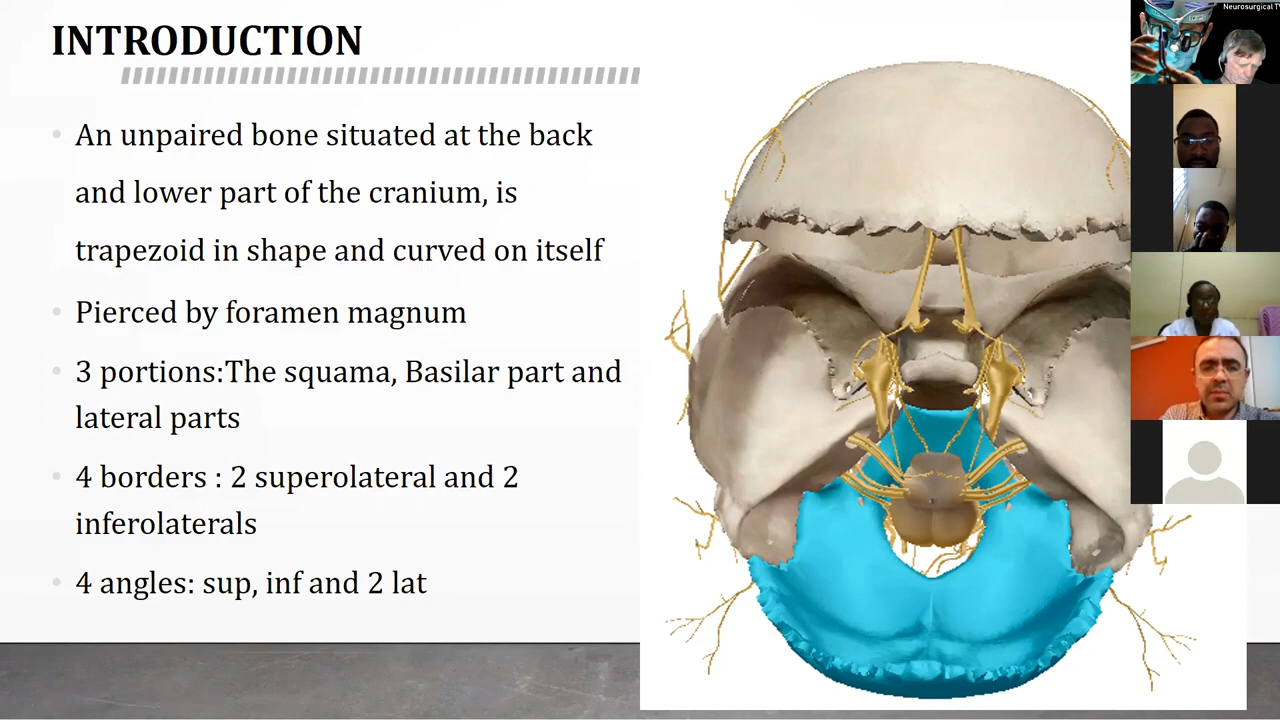 INTRODUCTION
An unpaired bone situated at the back
and lower part of the cranium, is
trapezoid in shape and curved on itself
Pierced by foramen magnum
3 portions:The squama, Basilar part and
lateral parts
4 borders : 2 superolateral and 2
inferolaterals
4 angles: sup, inf and 2 lat
Neurosurgical